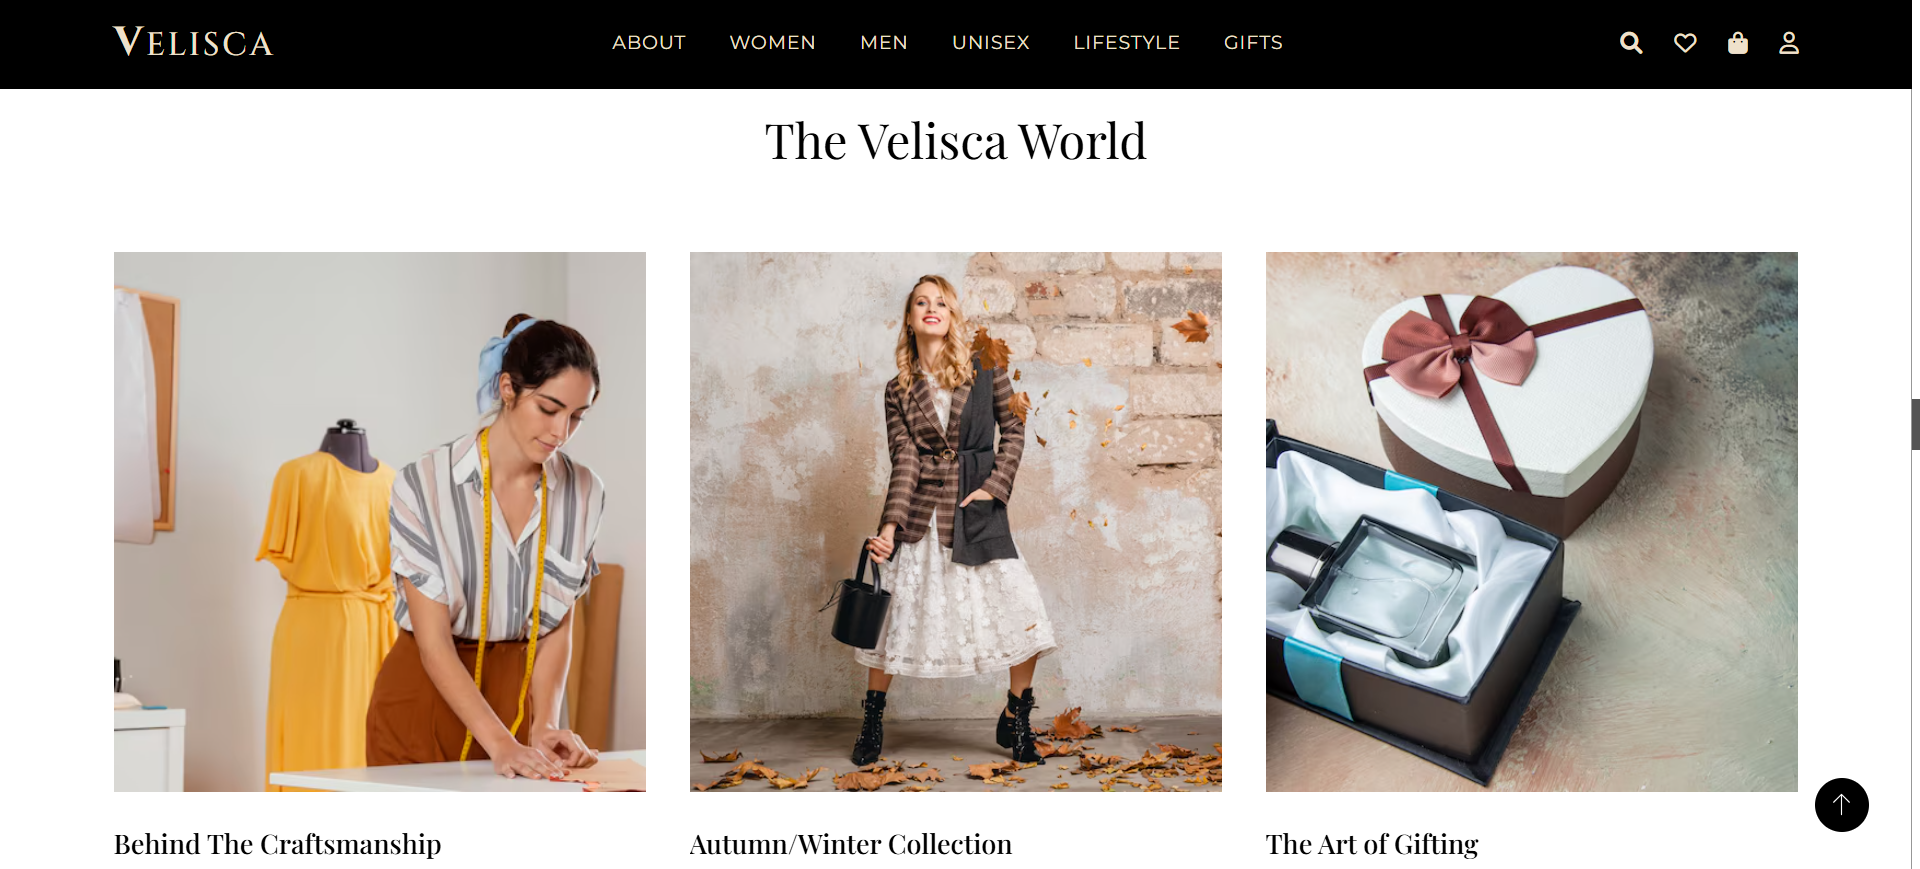 VELISCA
ABOUT WOMEN MEN UNISEX LIFESTYLE GIFTS
The Velisca World
Behind The Craftsmanship
Autumn/Winter Collection
The Art of Gifting